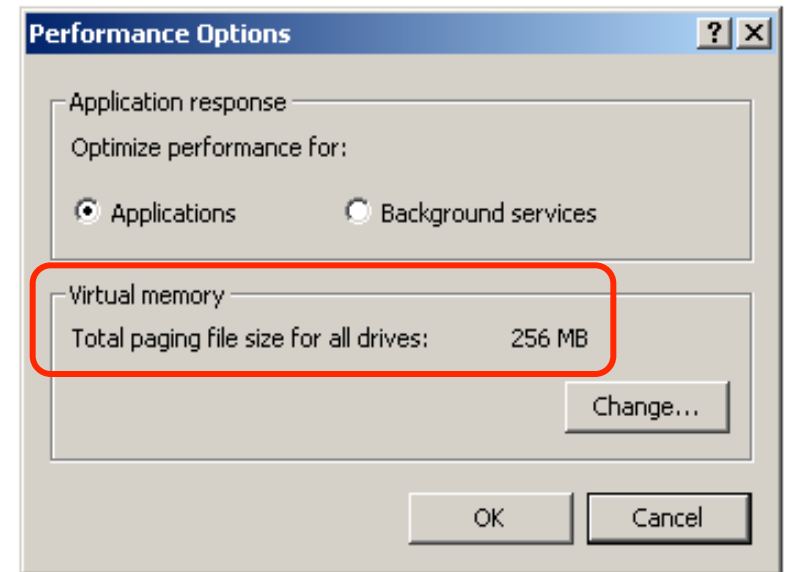 Performance Options
Application response
Optimize performance for:
Applications Background services
Virtual memory
Total paging file size for all drives: 256 MB
Change...
OK Cancel